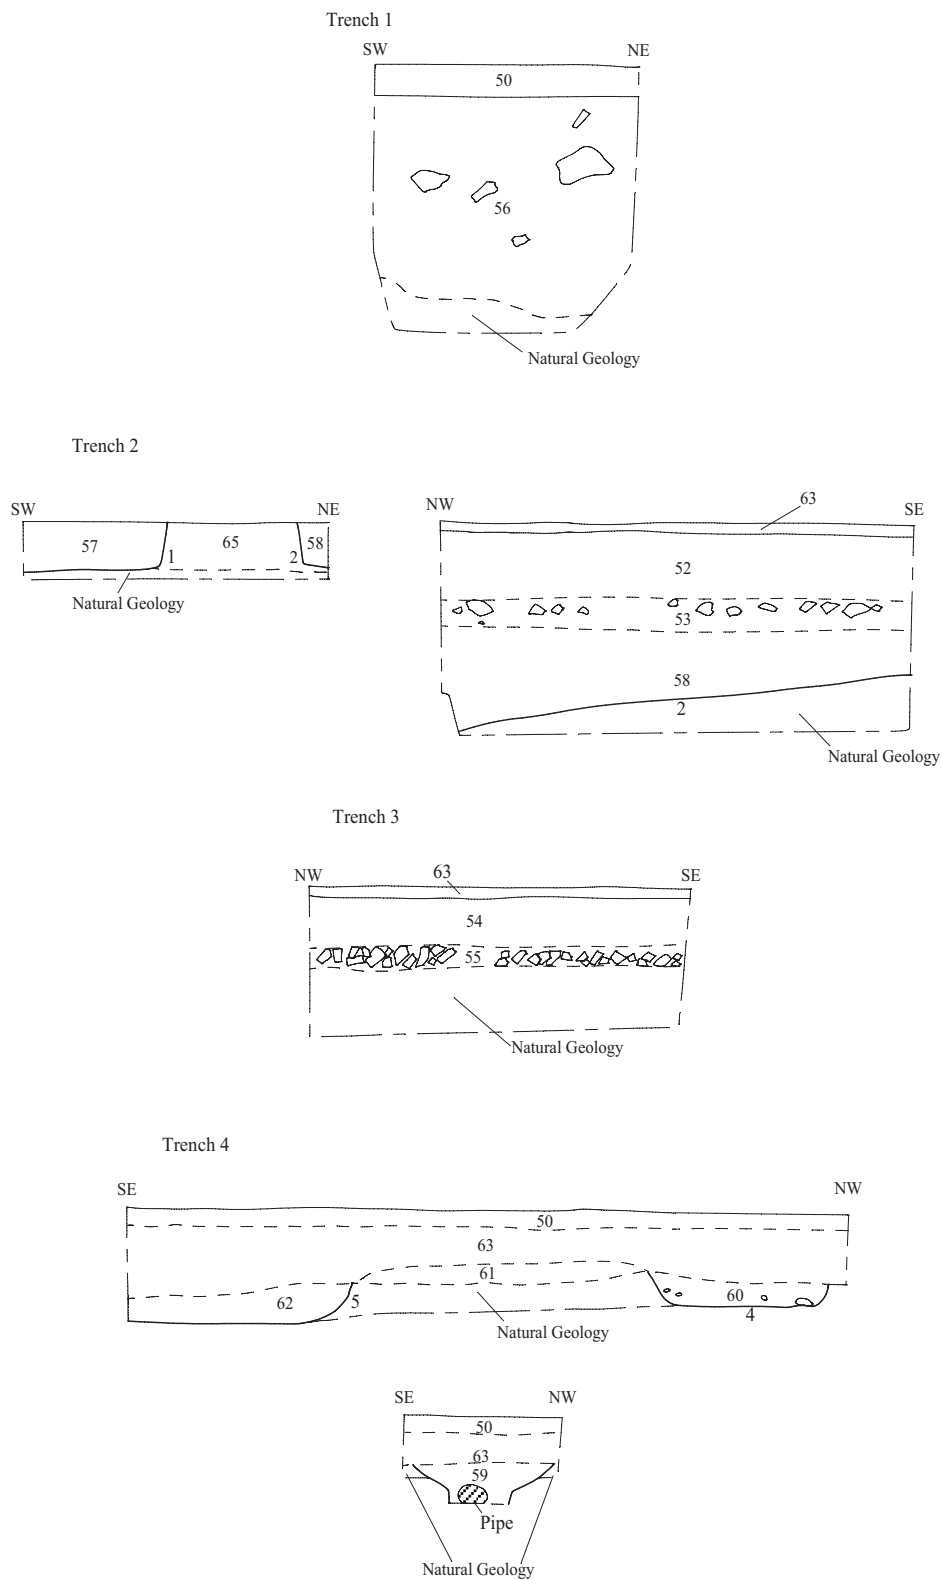 Trench 1
SW NE
50
56
Natural Geology
Trench 2
SW NE
57 1 65 2 58
Natural Geology
NW SE
63
52
53
58
2
Natural Geology
Trench 3
NW SE
63
54
55
Natural Geology
Trench 4
SE NW
50
63
61
62 5 60
4
Natural Geology
SE NW
50
63
59
Pipe
Natural Geology